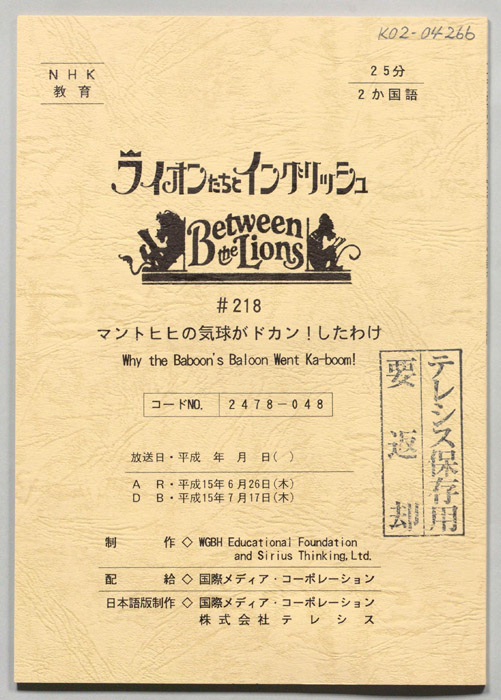 K02-04266
NHK
教育
25分
2か国語
ライオンたちとイングリッシュ
Between
the Lions
#218
マントヒヒの気球がドカン！したわけ
Why the Baboon's Baloon Went Ka-boom!
コードNO. 2478-048
テレシス保存用
要返却
放送日・平成　年　月　日(　)
AR・平成15年6月26日(木)
DB・平成15年7月17日(木)
制作◇WGBH Educational Foundation
and Sirius Thinking,Ltd.
配給◇国際メディア・コーポレーション
日本語版制作◇国際メディア・コーポレーション
株式会社テレシス